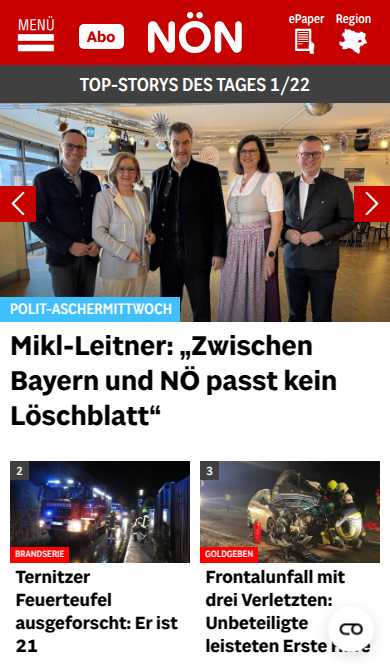 MENÜ
Abo
NÖN
ePaper
Region
TOP-STORYS DES TAGES 1/22
POLIT-ASCHERMITTWOCH
Mikl-Leitner: „Zwischen
Bayern und NÖ passt kein
Löschblatt“
2
BRANDSERIE
Ternitzer
Feuerteufel
ausgeforscht: Er ist
21
3
GOLDGEBEN
Frontalunfall mit
drei Verletzten:
Unbeteiligte
leisteten Erste